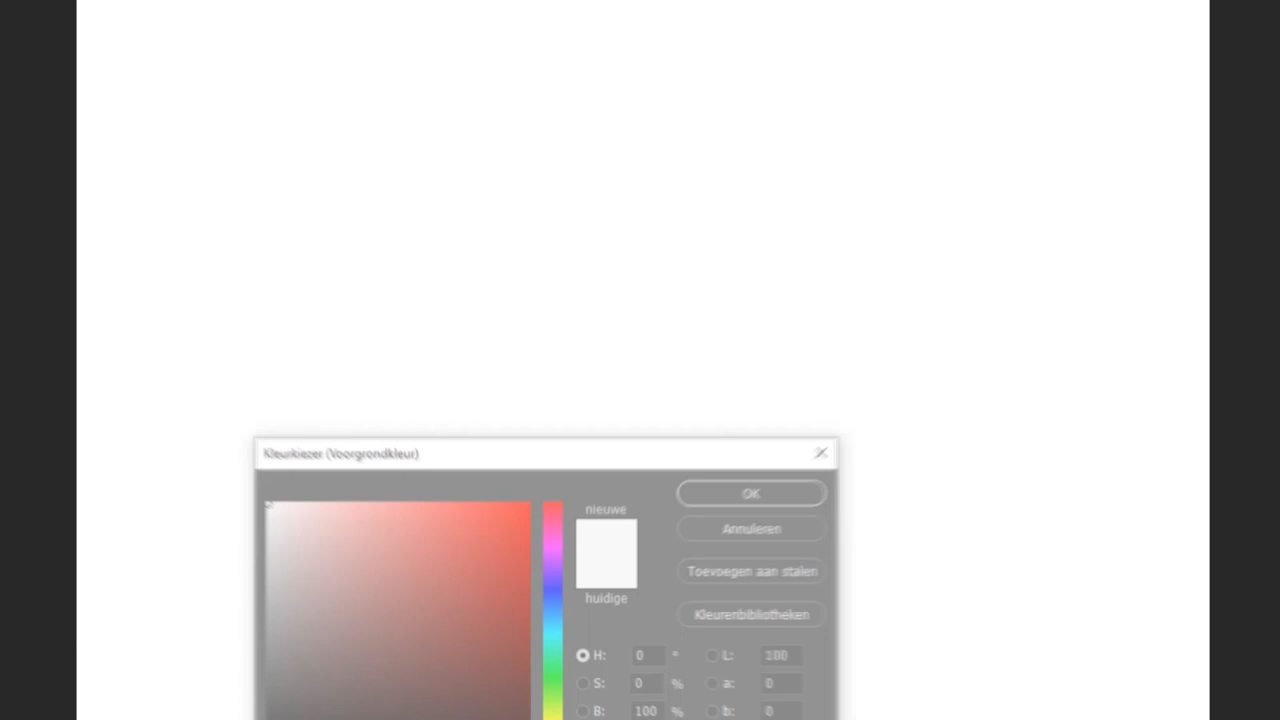 Kleurkiezer (Voorgrondkleur)
OK
nieuwe
Annuleren
Toevoegen aan stalen
huidige
Kleurenbibliotheken
H: 0 ° L: 100
S: 0 % a: 0
B: 100 % b: 0